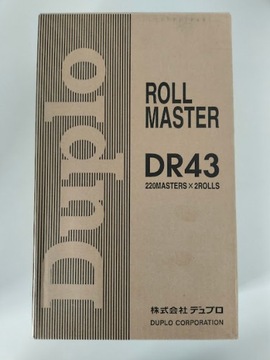 Duplo
ROLL
MASTER
DR43
220MASTERS×2ROLLS
株式会社 デュプロ
DUPLO CORPORATION